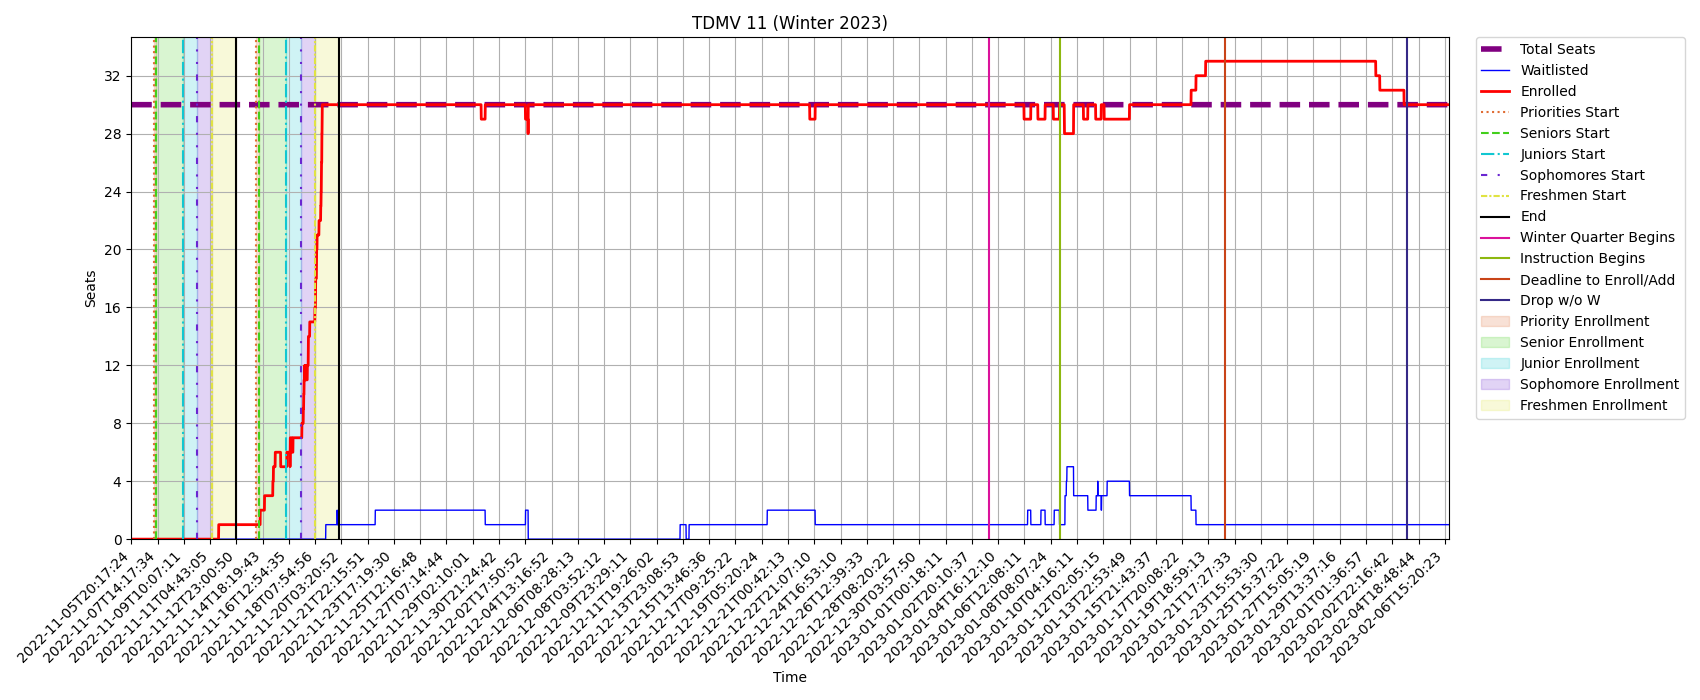 TDMV 11 (Winter 2023)
Seats
32
28
24
20
16
12
8
4
0
2022-11-05T20:17:24
2022-11-07T14:17:34
2022-11-09T10:07:11
2022-11-11T04:43:05
2022-11-12T23:00:50
2022-11-14T18:19:43
2022-11-16T12:54:35
2022-11-18T07:54:56
2022-11-20T03:20:52
2022-11-21T22:15:51
2022-11-23T17:19:30
2022-11-25T12:16:48
2022-11-27T07:14:44
2022-11-29T02:10:01
2022-11-30T21:24:42
2022-12-02T17:50:52
2022-12-04T13:16:52
2022-12-06T08:28:13
2022-12-08T03:52:12
2022-12-09T23:29:11
2022-12-11T19:26:02
2022-12-13T13:08:52
2022-12-15T13:46:36
2022-12-17T09:25:22
2022-12-19T05:20:24
2022-12-21T00:42:13
2022-12-22T21:07:10
2022-12-24T16:53:10
2022-12-26T12:39:33
2022-12-28T08:20:22
2022-12-30T03:57:50
2023-01-01T00:18:11
2023-01-02T20:10:37
2023-01-04T16:12:10
2023-01-06T12:08:11
2023-01-08T08:07:24
2023-01-10T04:16:11
2023-01-12T02:05:15
2023-01-13T22:53:49
2023-01-15T21:43:37
2023-01-17T20:08:22
2023-01-19T18:59:13
2023-01-21T17:27:33
2023-01-23T15:53:30
2023-01-25T15:37:22
2023-01-27T15:05:19
2023-01-29T13:37:16
2023-02-01T01:36:57
2023-02-02T22:16:42
2023-02-04T18:48:44
2023-02-06T15:20:23
Time
Total Seats
Waitlisted
Enrolled
Priorities Start
Seniors Start
Juniors Start
Sophomores Start
Freshmen Start
End
Winter Quarter Begins
Instruction Begins
Deadline to Enroll/Add
Drop w/o W
Priority Enrollment
Senior Enrollment
Junior Enrollment
Sophomore Enrollment
Freshmen Enrollment